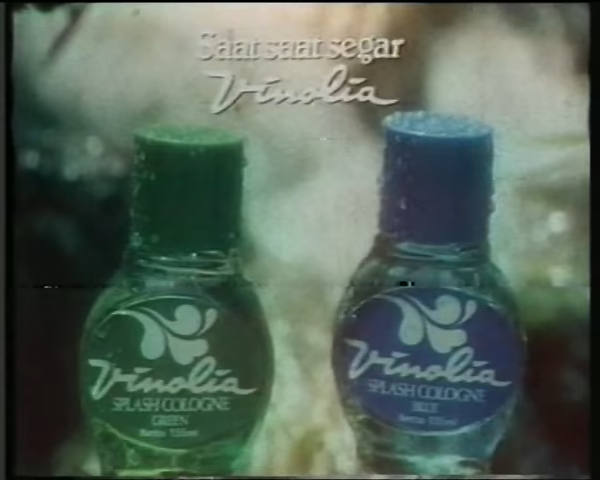 Saat saat segar
Vinolia
Vinolia
SPLASH COLOGNE
GREEN
Vinolia
SPLASH COLOGNE
BLUE